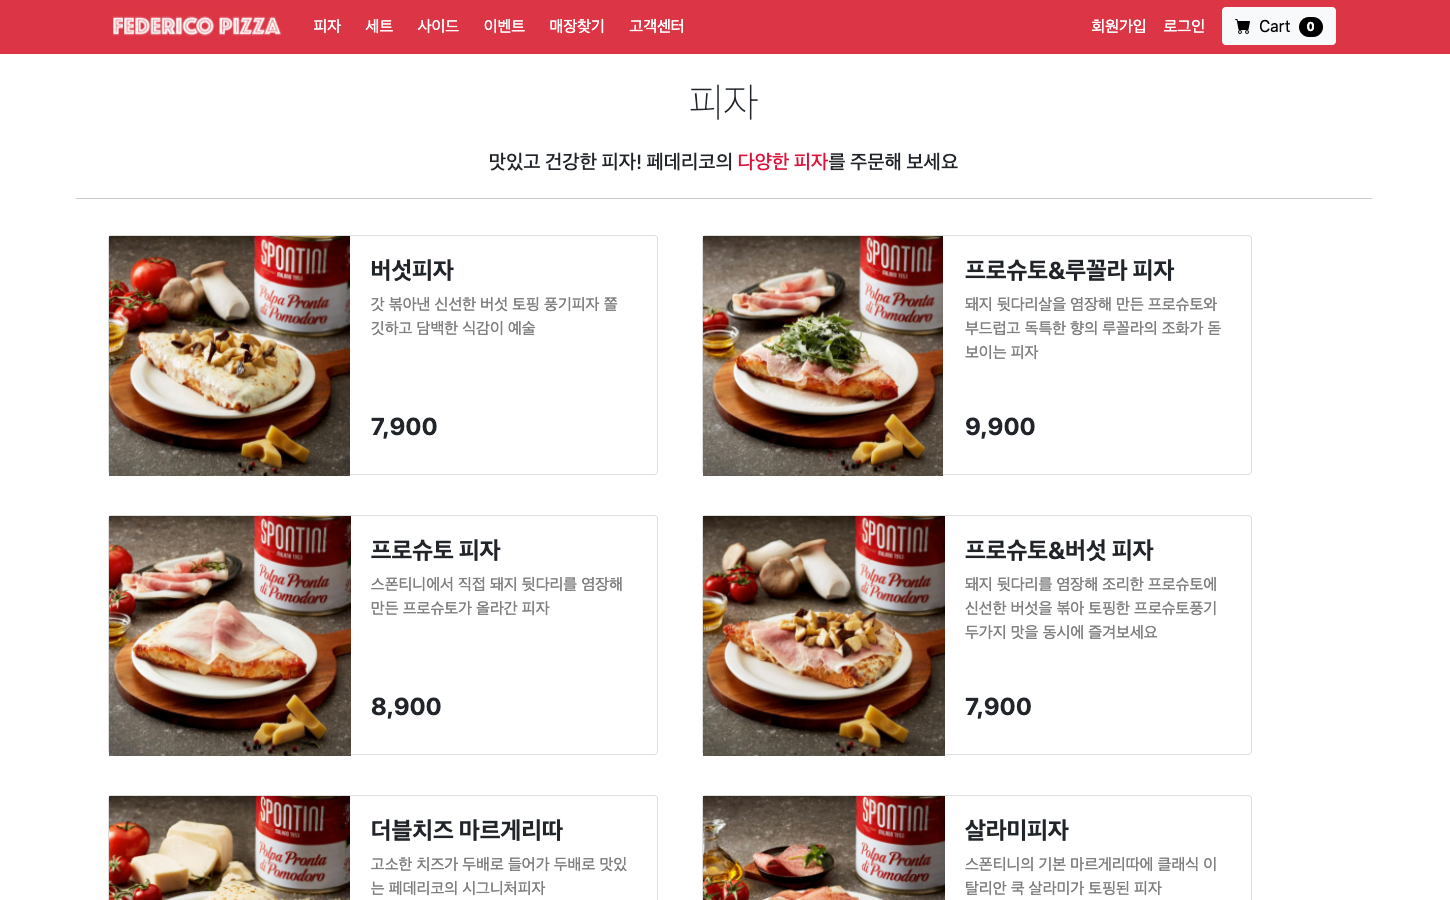 FEDERICO PIZZA 피자 세트 사이드 이벤트 매장찾기 고객센터 회원가입 로그인 Cart 0
피자
맛있고 건강한 피자! 페데리코의 다양한 피자를 주문해 보세요
SPONTINI
MILANO 1953
Polpa Pronta
di Pomodoro
버섯피자
갓 볶아낸 신선한 버섯 토핑 풍기피자 쫄
깃하고 담백한 식감이 예술
7,900
SPONTINI
MILANO 1953
Polpa Pronta
di Pomodoro
프로슈토&루꼴라 피자
돼지 뒷다리살을 염장해 만든 프로슈토와
부드럽고 독특한 향의 루꼴라의 조화가 돋
보이는 피자
9,900
SPONTINI
MILANO 1953
Polpa Pronta
di Pomodoro
프로슈토 피자
스폰티니에서 직접 돼지 뒷다리를 염장해
만든 프로슈토가 올라간 피자
8,900
SPONTINI
MILANO 1953
Polpa Pronta
di Pomodoro
프로슈토&버섯 피자
돼지 뒷다리를 염장해 조리한 프로슈토에
신선한 버섯을 볶아 토핑한 프로슈토풍기
두가지 맛을 동시에 즐겨보세요
7,900
SPONTINI
MILANO 1953
Polpa Pronta
di Pomodoro
더블치즈 마르게리따
고소한 치즈가 두배로 들어가 두배로 맛있
는 페데리코의 시그니처피자
SPONTINI
MILANO 1953
Polpa Pronta
di Pomodoro
살라미피자
스폰티니의 기본 마르게리따에 클래식 이
탈리안 쿡 살라미가 토핑된 피자